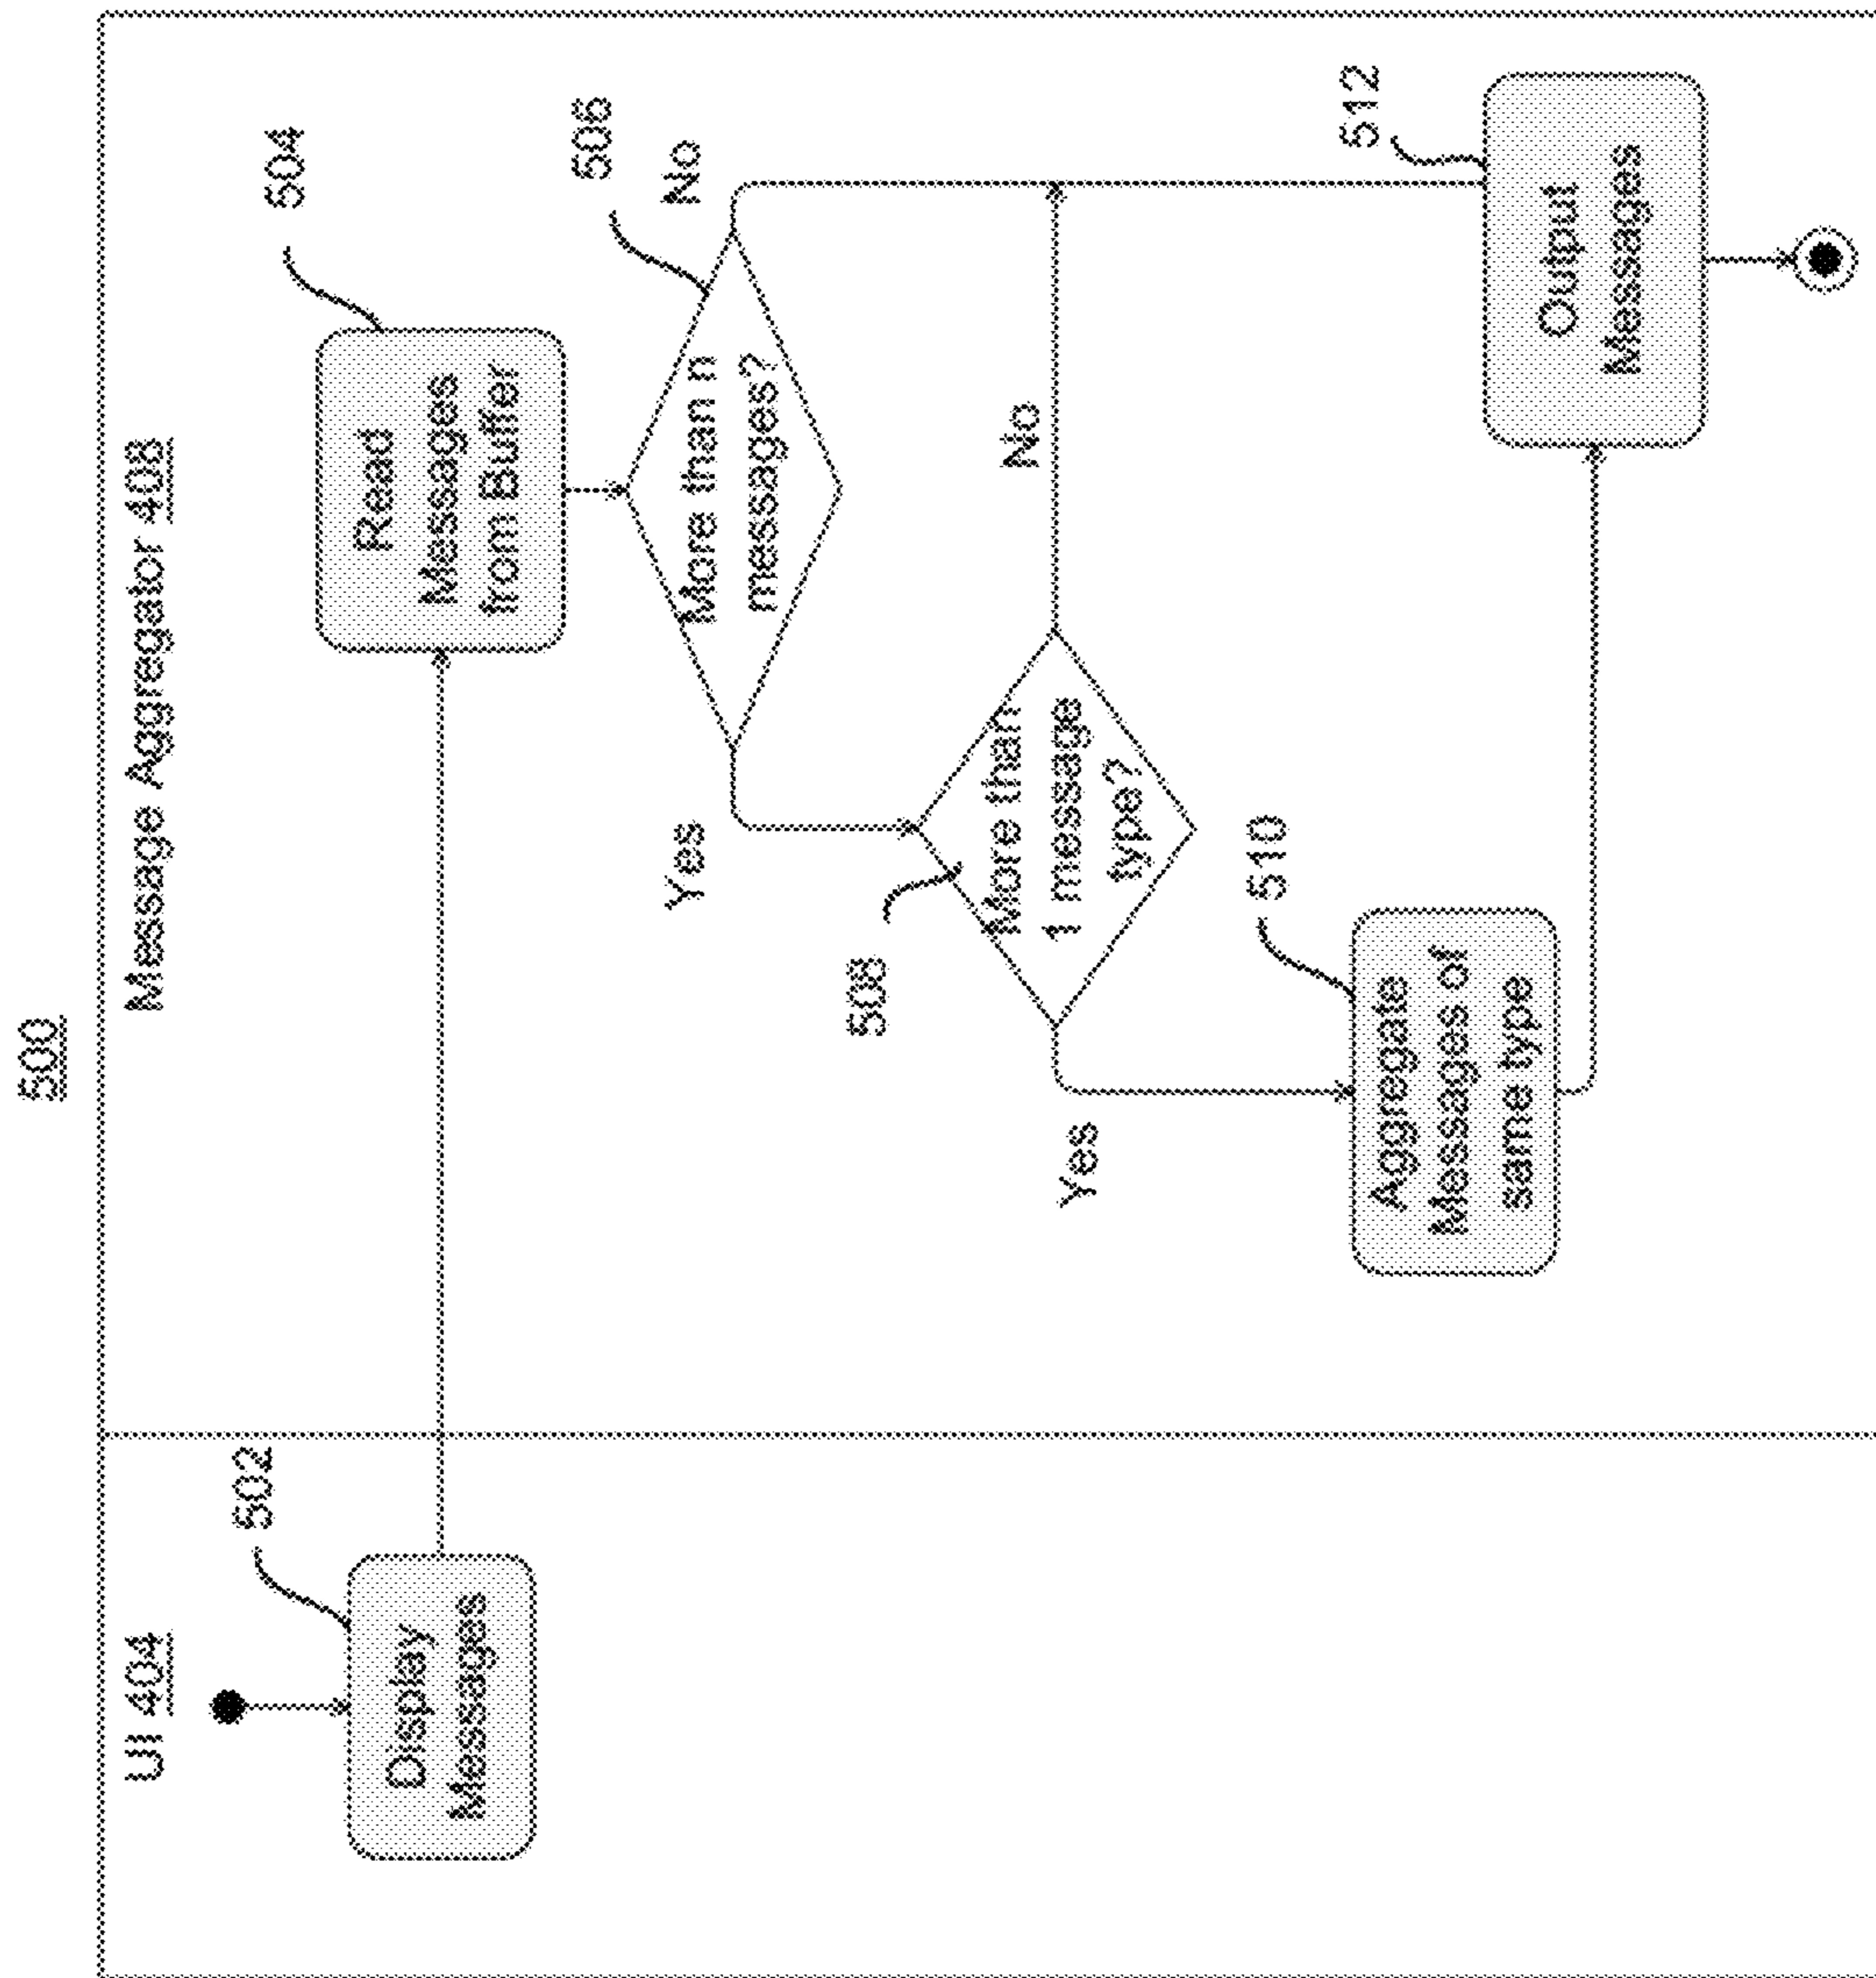 500
UI 404
Message Aggregator 408
502
Display
Messages
504
Read
Messages
from Buffer
506
More than n
messages?
Yes
No
508
More than
1 message
type?
Yes
No
510
Aggregate
Messages of
same type
512
Output
Messages